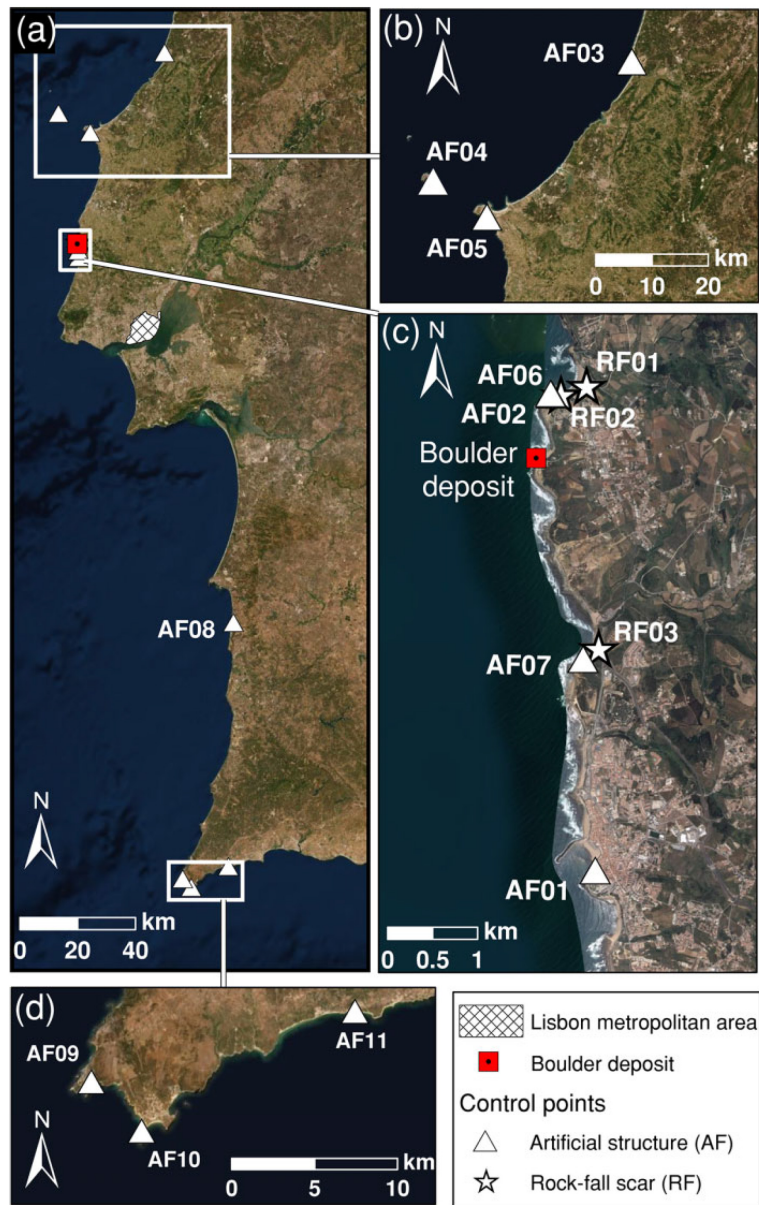 (a)
AF08
N
km
0 20 40
(b)
N
AF03
AF04
AF05
km
0 10 20
(c)
N
RF01
AF06
AF02
RF02
Boulder
deposit
RF03
AF07
AF01
km
0 0.5 1
(d)
AF09
AF11
N
AF10
km
0 5 10
Lisbon metropolitan area
Boulder deposit
Control points
Artificial structure (AF)
Rock-fall scar (RF)